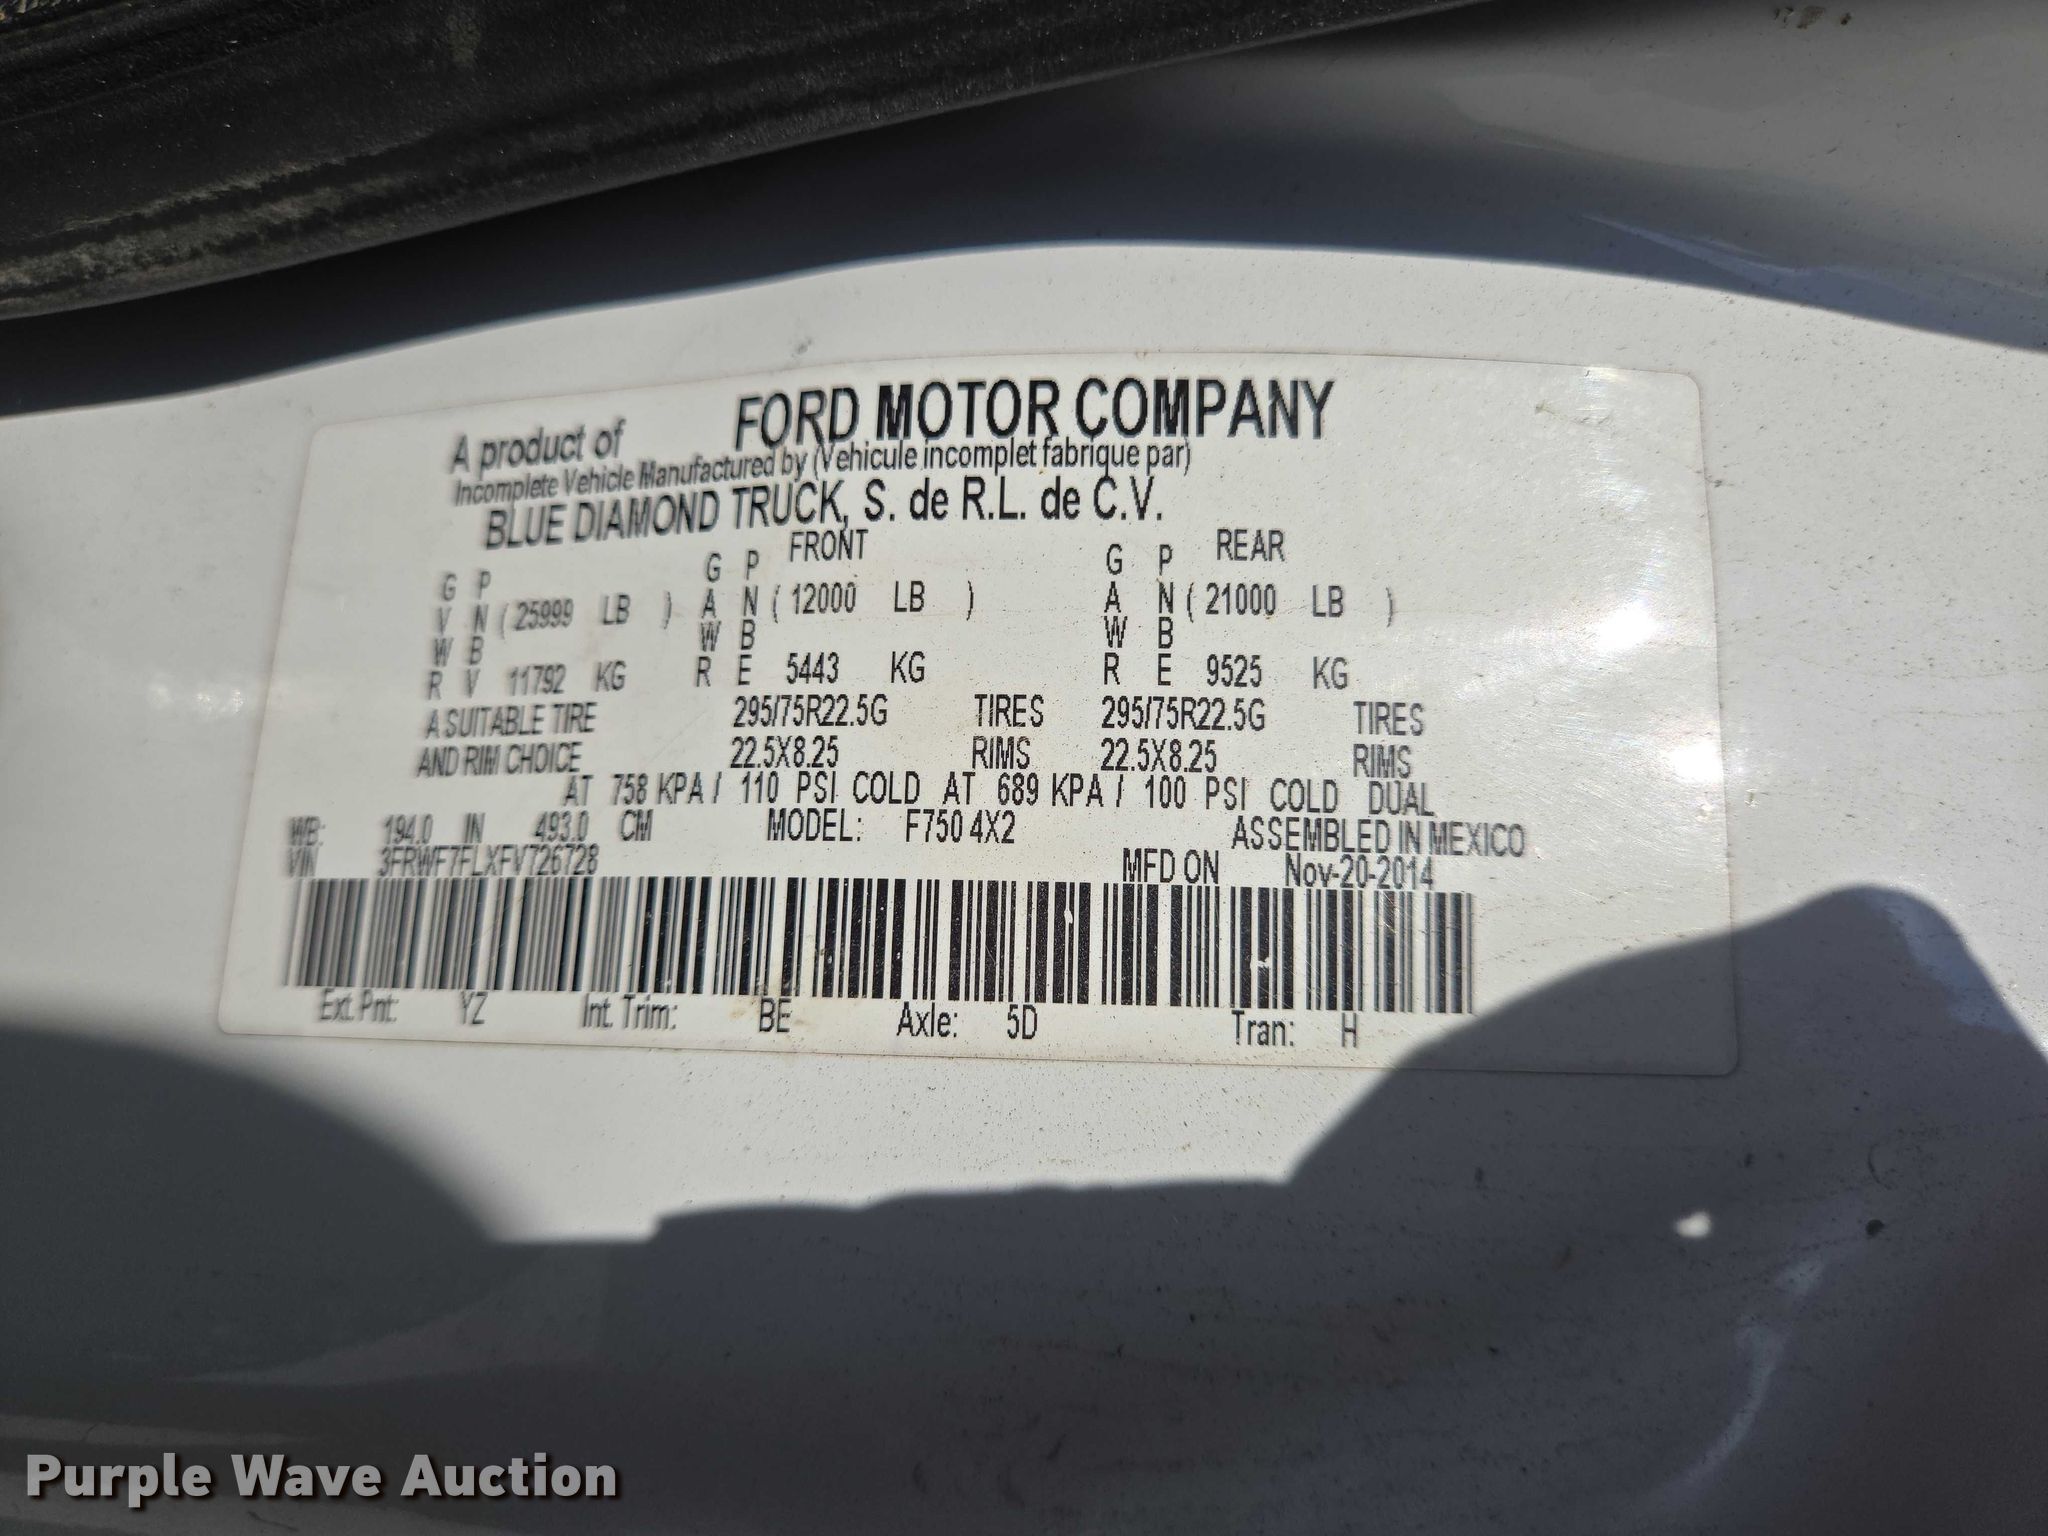 A product of FORD MOTOR COMPANY
Incomplete Vehicle Manufactured by (Vehicule incomplet fabrique par)
BLUE DIAMOND TRUCK, S. de R.L. de C.V.
FRONT REAR
G P G P G P
V N ( 25999 LB ) A N ( 12000 LB ) A N ( 21000 LB )
W B W B W B
R V 11792 KG R E 5443 KG R E 9525 KG
A SUITABLE TIRE 295/75R22.5G TIRES 295/75R22.5G TIRES
AND RIM CHOICE 22.5X8.25 RIMS 22.5X8.25 RIMS
AT 758 KPA / 110 PSI COLD AT 689 KPA / 100 PSI COLD DUAL
WB: 194.0 IN 493.0 CM MODEL: F750 4X2 ASSEMBLED IN MEXICO
VIN 3FRWF7FLXFV726728 MFD ON Nov-20-2014
Ext. Pnt: YZ Int. Trim: BE Axle: 5D Tran: H
Purple Wave Auction